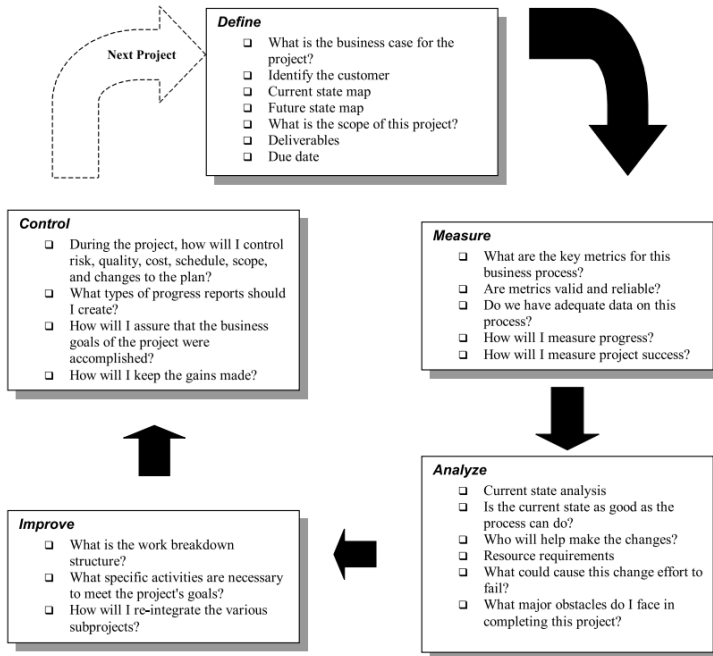 Next Project
Define
❑ What is the business case for the
project?
❑ Identify the customer
❑ Current state map
❑ Future state map
❑ What is the scope of this project?
❑ Deliverables
❑ Due date
Measure
❑ What are the key metrics for this
business process?
❑ Are metrics valid and reliable?
❑ Do we have adequate data on this
process?
❑ How will I measure progress?
❑ How will I measure project success?
Analyze
❑ Current state analysis
❑ Is the current state as good as the
process can do?
❑ Who will help make the changes?
❑ Resource requirements
❑ What could cause this change effort to
fail?
❑ What major obstacles do I face in
completing this project?
Improve
❑ What is the work breakdown
structure?
❑ What specific activities are necessary
to meet the project's goals?
❑ How will I re-integrate the various
subprojects?
Control
❑ During the project, how will I control
risk, quality, cost, schedule, scope,
and changes to the plan?
❑ What types of progress reports should
I create?
❑ How will I assure that the business
goals of the project were
accomplished?
❑ How will I keep the gains made?